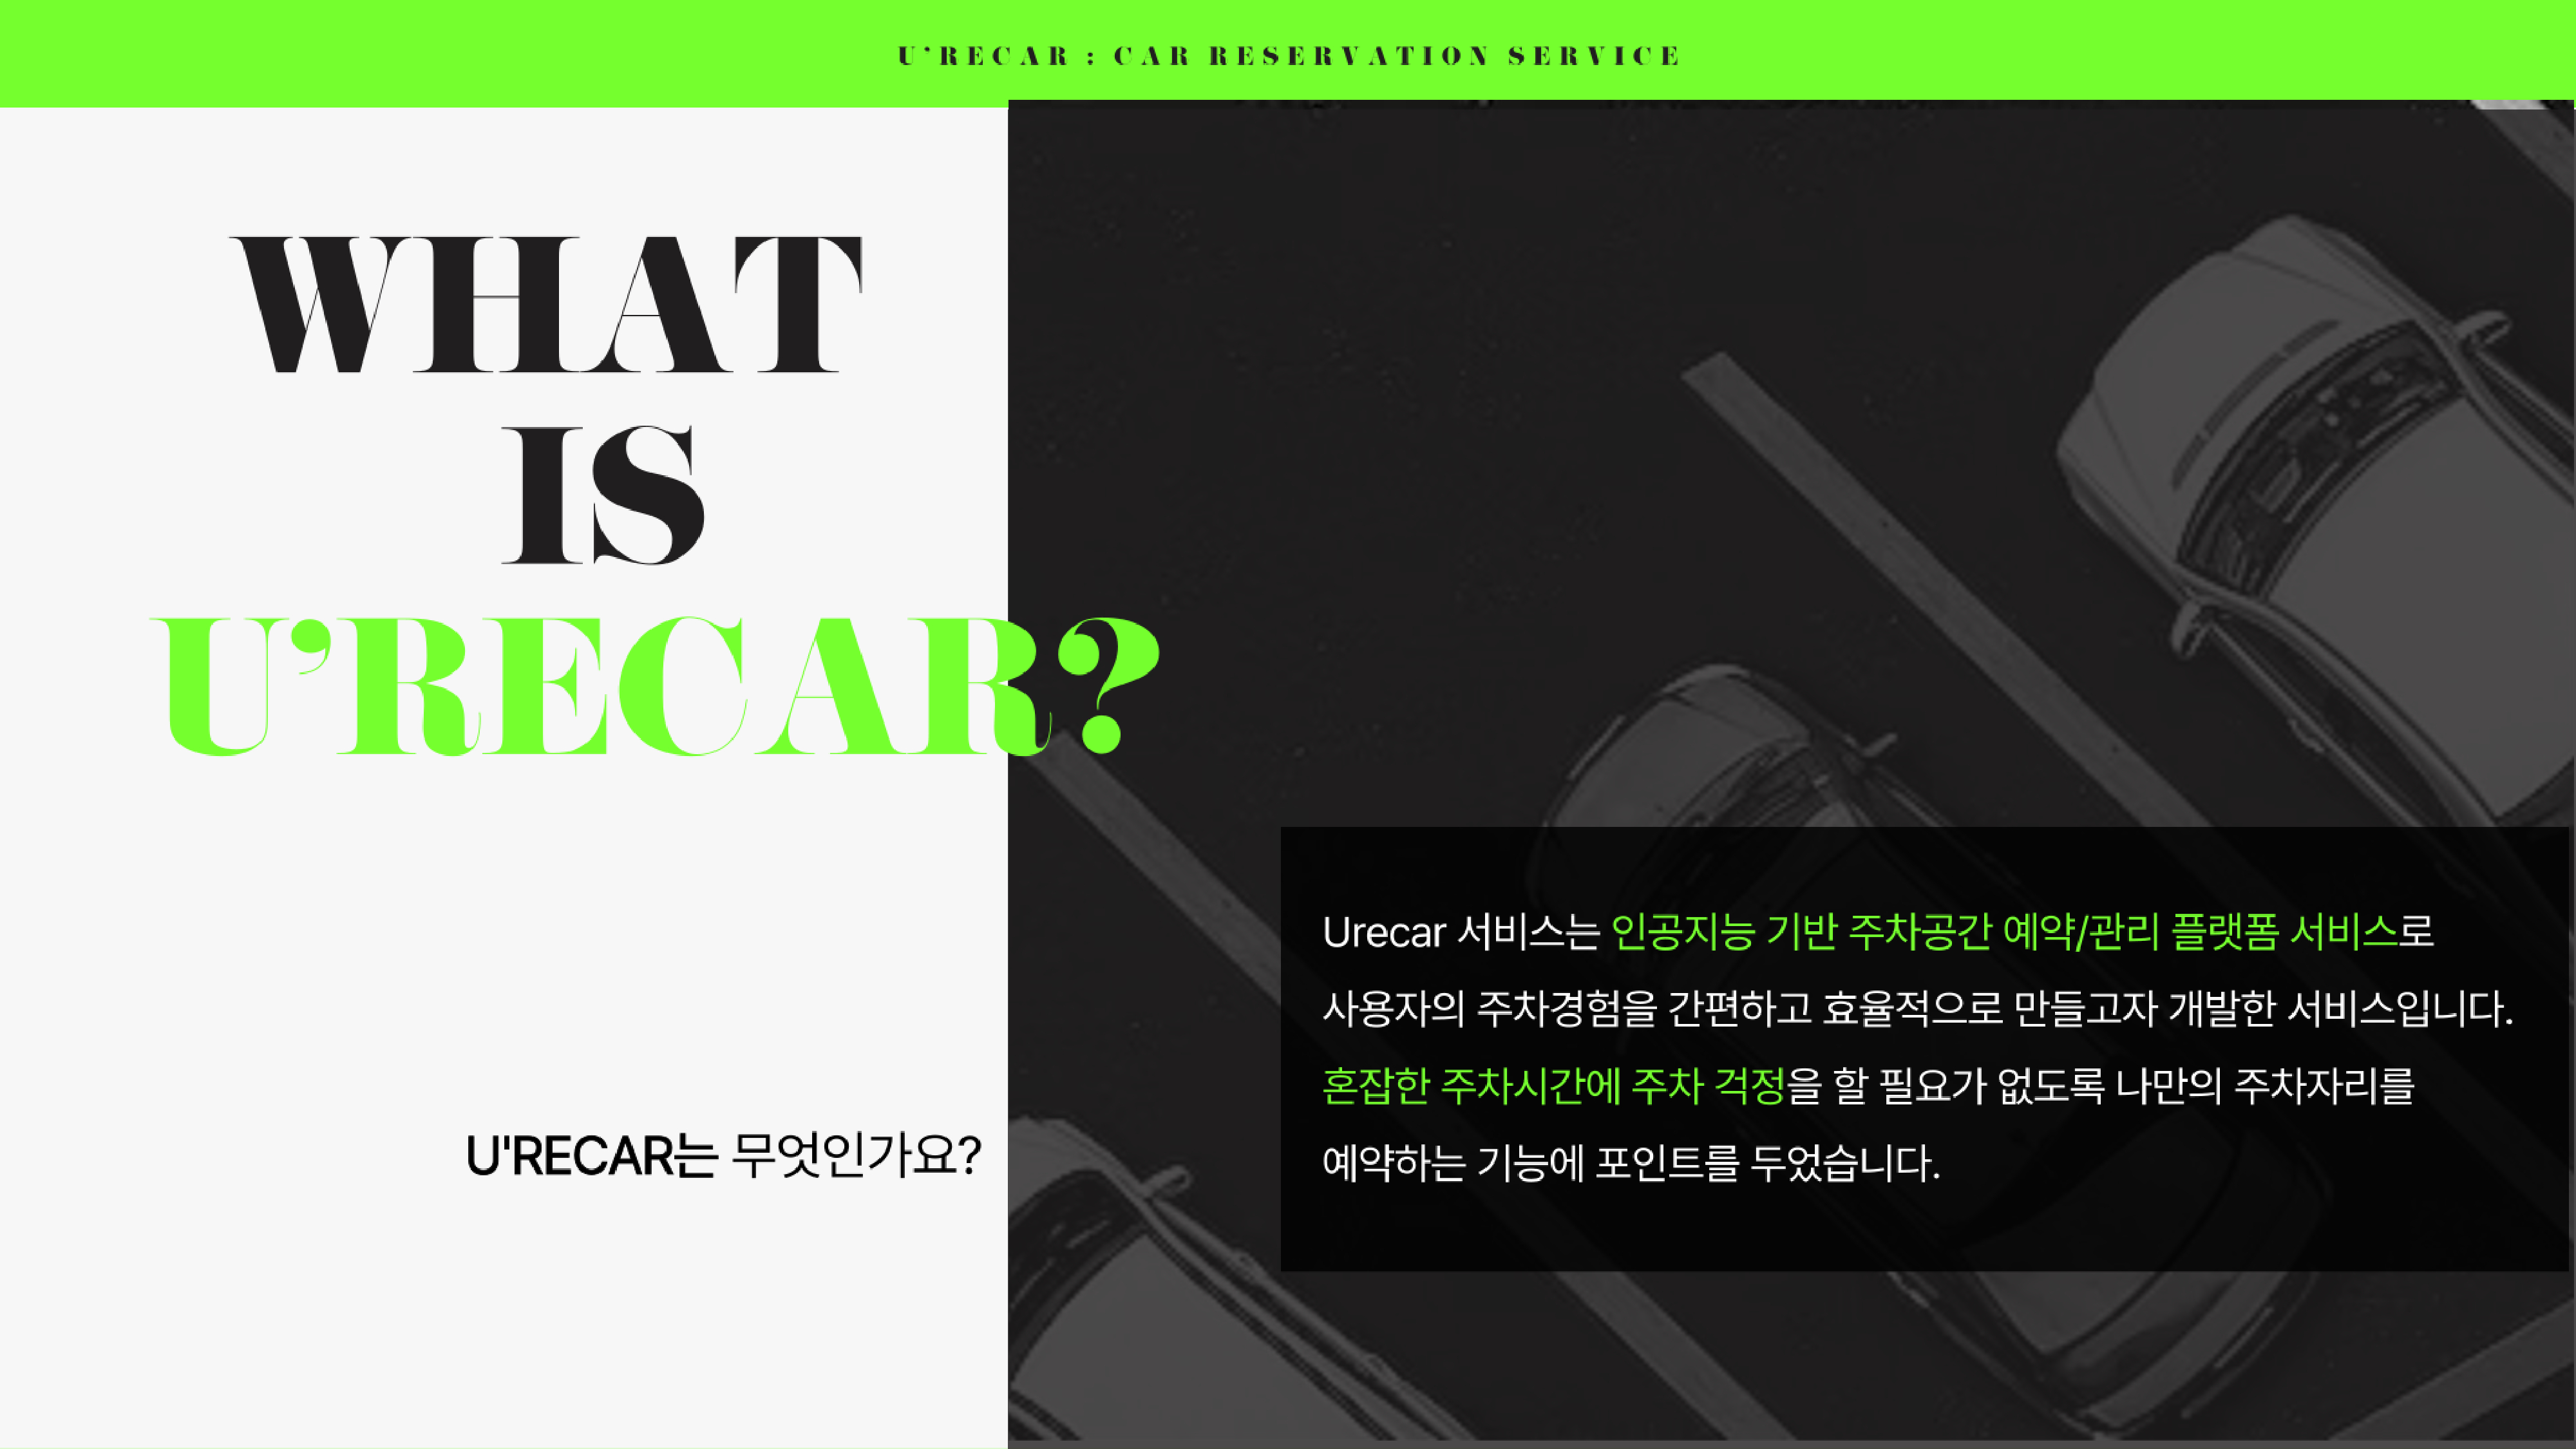 U’RECAR : CAR RESERVATION SERVICE
WHAT
IS
U’RECAR?
U'RECAR는 무엇인가요?
Urecar 서비스는 인공지능 기반 주차공간 예약/관리 플랫폼 서비스로
사용자의 주차경험을 간편하고 효율적으로 만들고자 개발한 서비스입니다.
혼잡한 주차시간에 주차 걱정을 할 필요가 없도록 나만의 주차자리를
예약하는 기능에 포인트를 두었습니다.